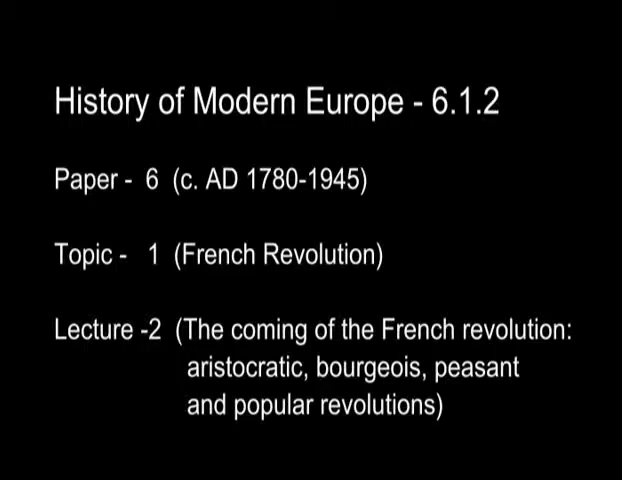 History of Modern Europe - 6.1.2
Paper - 6 (c. AD 1780-1945)
Topic - 1 (French Revolution)
Lecture -2 (The coming of the French revolution:
aristocratic, bourgeois, peasant
and popular revolutions)